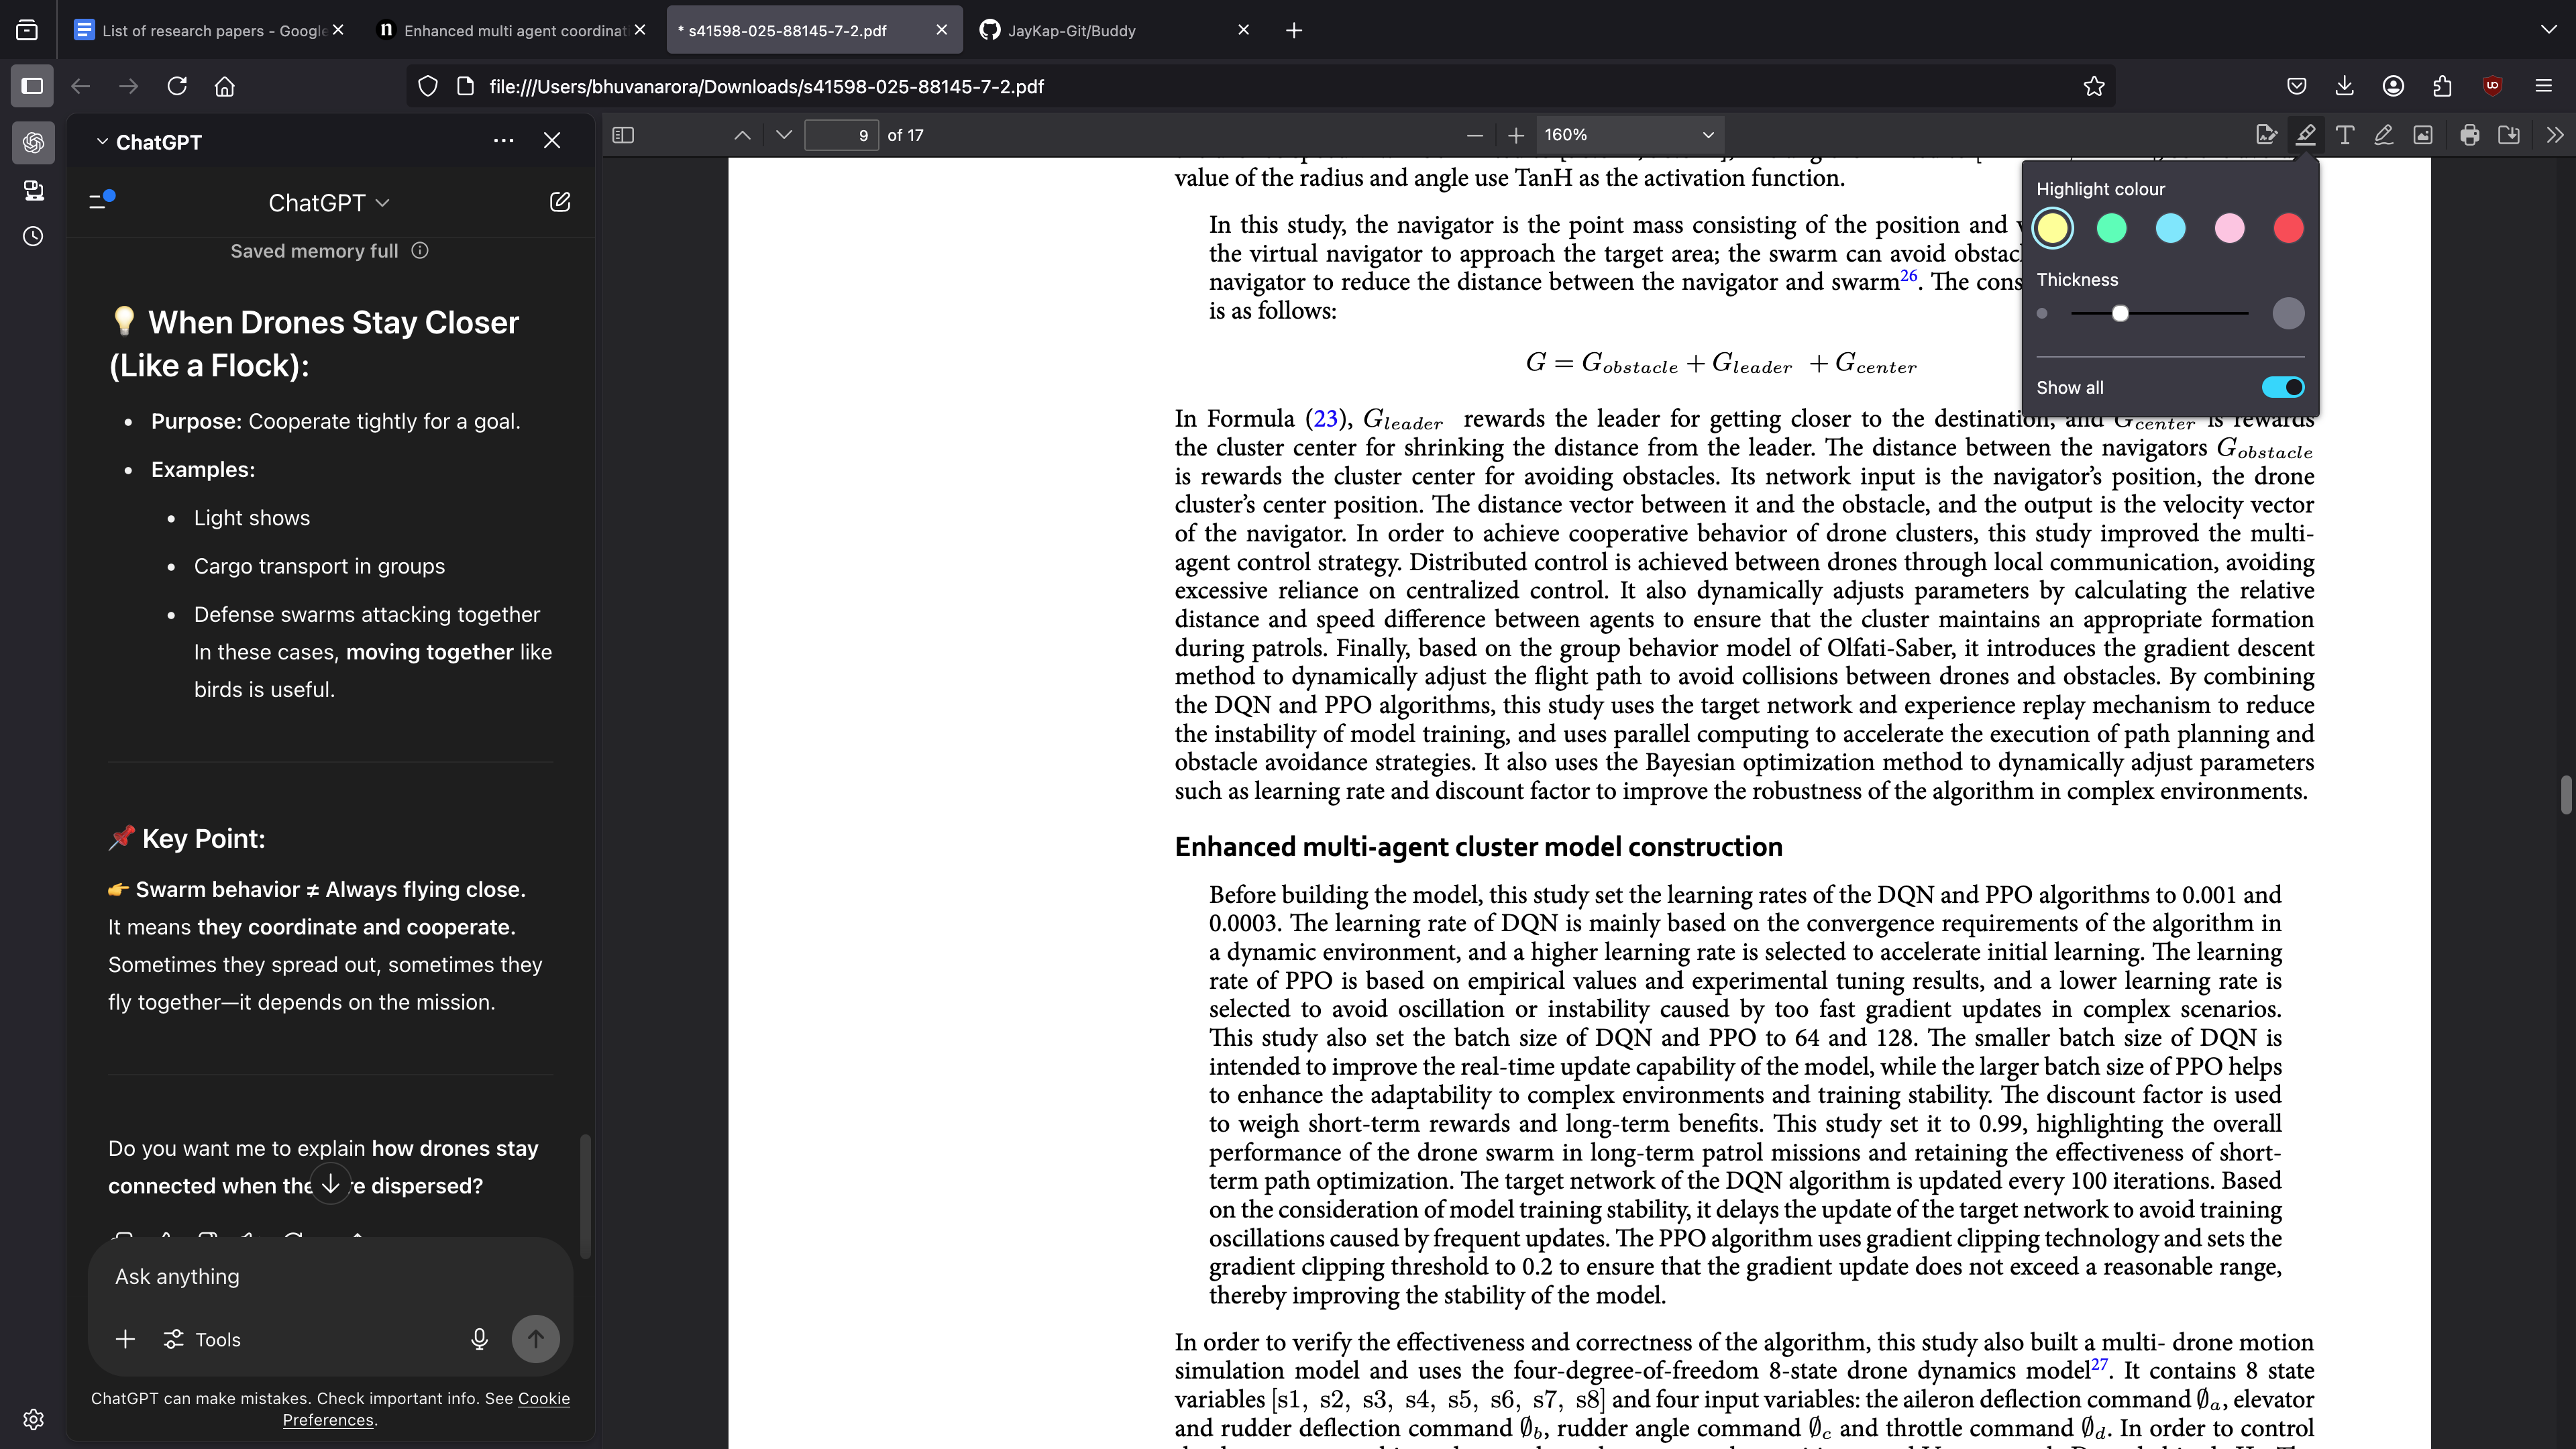 List of research papers - Google
Enhanced multi agent coordinat
* s41598-025-88145-7-2.pdf
JayKap-Git/Buddy
file:///Users/bhuvanarora/Downloads/s41598-025-88145-7-2.pdf
ChatGPT
9 of 17
160%
ChatGPT
Saved memory full
💡 When Drones Stay Closer
(Like a Flock):
• Purpose: Cooperate tightly for a goal.
• Examples:
• Light shows
• Cargo transport in groups
• Defense swarms attacking together
In these cases, moving together like
birds is useful.
📌 Key Point:
👉 Swarm behavior ≠ Always flying close.
It means they coordinate and cooperate.
Sometimes they spread out, sometimes they
fly together—it depends on the mission.
Do you want me to explain how drones stay
connected when the re dispersed?
Ask anything
Tools
ChatGPT can make mistakes. Check important info. See Cookie
Preferences.
Highlight colour
Thickness
Show all
value of the radius and angle use TanH as the activation function.
In this study, the navigator is the point mass consisting of the position and
the virtual navigator to approach the target area; the swarm can avoid obstac
navigator to reduce the distance between the navigator and swarm26. The cons
is as follows:
G = Gobstacle + Gleader + Gcenter
In Formula (23), Gleader rewards the leader for getting closer to the destination, and Gcenter is rewards
the cluster center for shrinking the distance from the leader. The distance between the navigators Gobstacle
is rewards the cluster center for avoiding obstacles. Its network input is the navigator's position, the drone
cluster's center position. The distance vector between it and the obstacle, and the output is the velocity vector
of the navigator. In order to achieve cooperative behavior of drone clusters, this study improved the multi-
agent control strategy. Distributed control is achieved between drones through local communication, avoiding
excessive reliance on centralized control. It also dynamically adjusts parameters by calculating the relative
distance and speed difference between agents to ensure that the cluster maintains an appropriate formation
during patrols. Finally, based on the group behavior model of Olfati-Saber, it introduces the gradient descent
method to dynamically adjust the flight path to avoid collisions between drones and obstacles. By combining
the DQN and PPO algorithms, this study uses the target network and experience replay mechanism to reduce
the instability of model training, and uses parallel computing to accelerate the execution of path planning and
obstacle avoidance strategies. It also uses the Bayesian optimization method to dynamically adjust parameters
such as learning rate and discount factor to improve the robustness of the algorithm in complex environments.
Enhanced multi-agent cluster model construction
Before building the model, this study set the learning rates of the DQN and PPO algorithms to 0.001 and
0.0003. The learning rate of DQN is mainly based on the convergence requirements of the algorithm in
a dynamic environment, and a higher learning rate is selected to accelerate initial learning. The learning
rate of PPO is based on empirical values and experimental tuning results, and a lower learning rate is
selected to avoid oscillation or instability caused by too fast gradient updates in complex scenarios.
This study also set the batch size of DQN and PPO to 64 and 128. The smaller batch size of DQN is
intended to improve the real-time update capability of the model, while the larger batch size of PPO helps
to enhance the adaptability to complex environments and training stability. The discount factor is used
to weigh short-term rewards and long-term benefits. This study set it to 0.99, highlighting the overall
performance of the drone swarm in long-term patrol missions and retaining the effectiveness of short-
term path optimization. The target network of the DQN algorithm is updated every 100 iterations. Based
on the consideration of model training stability, it delays the update of the target network to avoid training
oscillations caused by frequent updates. The PPO algorithm uses gradient clipping technology and sets the
gradient clipping threshold to 0.2 to ensure that the gradient update does not exceed a reasonable range,
thereby improving the stability of the model.
In order to verify the effectiveness and correctness of the algorithm, this study also built a multi- drone motion
simulation model and uses the four-degree-of-freedom 8-state drone dynamics model27. It contains 8 state
variables [s1, s2, s3, s4, s5, s6, s7, s8] and four input variables: the aileron deflection command ∅a, elevator
and rudder deflection command ∅b, rudder angle command ∅c and throttle command ∅d. In order to control